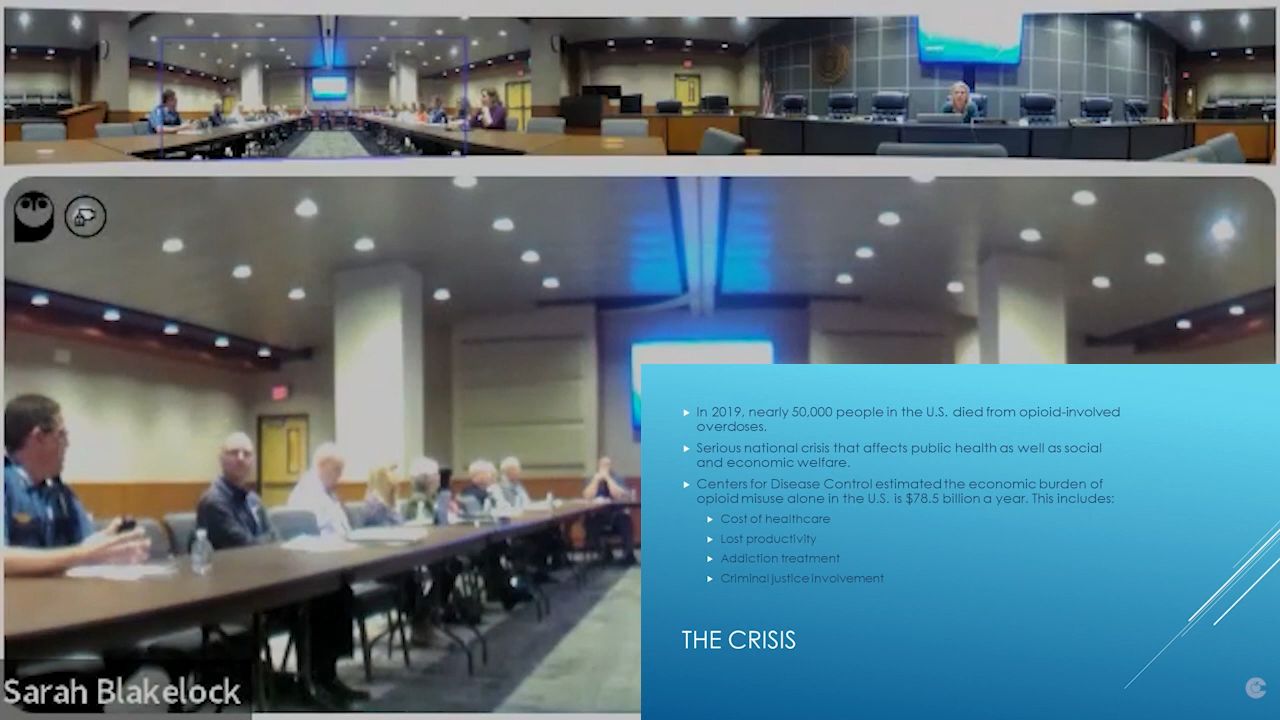 In 2019, nearly 50,000 people in the U.S. died from opioid-involved
overdoses.
Serious national crisis that affects public health as well as social
and economic welfare.
Centers for Disease Control estimated the economic burden of
opioid misuse alone in the U.S. is $78.5 billion a year. This includes:
Cost of healthcare
Lost productivity
Addiction treatment
Criminal justice involvement
THE CRISIS
Sarah Blakelock